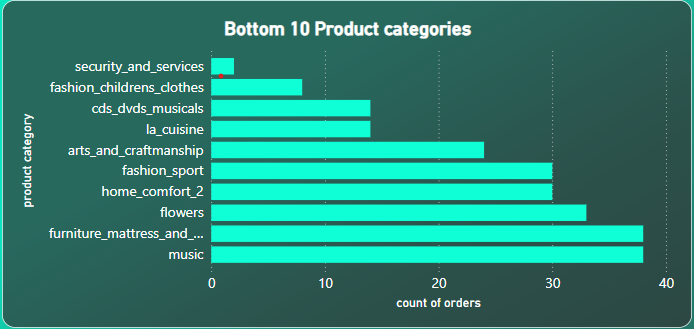 Bottom 10 Product categories
product category
security_and_services
fashion_childrens_clothes
cds_dvds_musicals
la_cuisine
arts_and_craftmanship
fashion_sport
home_comfort_2
flowers
furniture_mattress_and_...
music
0 10 20 30 40
count of orders